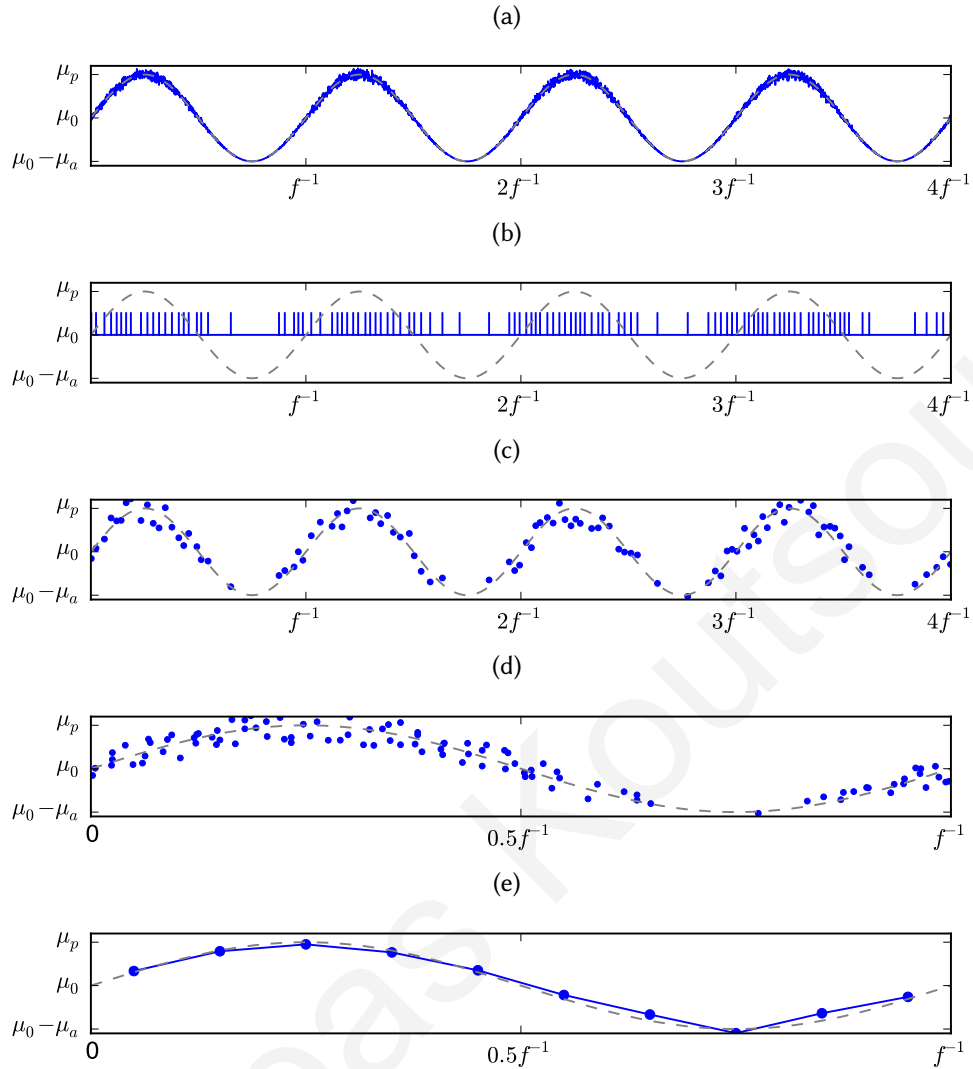 (a)
μₚ
μ₀
μ₀ − μₐ
f⁻¹
2f⁻¹
3f⁻¹
4f⁻¹
(b)
μₚ
μ₀
μ₀ − μₐ
f⁻¹
2f⁻¹
3f⁻¹
4f⁻¹
(c)
μₚ
μ₀
μ₀ − μₐ
f⁻¹
2f⁻¹
3f⁻¹
4f⁻¹
(d)
μₚ
μ₀
μ₀ − μₐ
0
0.5f⁻¹
f⁻¹
(e)
μₚ
μ₀
μ₀ − μₐ
0
0.5f⁻¹
f⁻¹